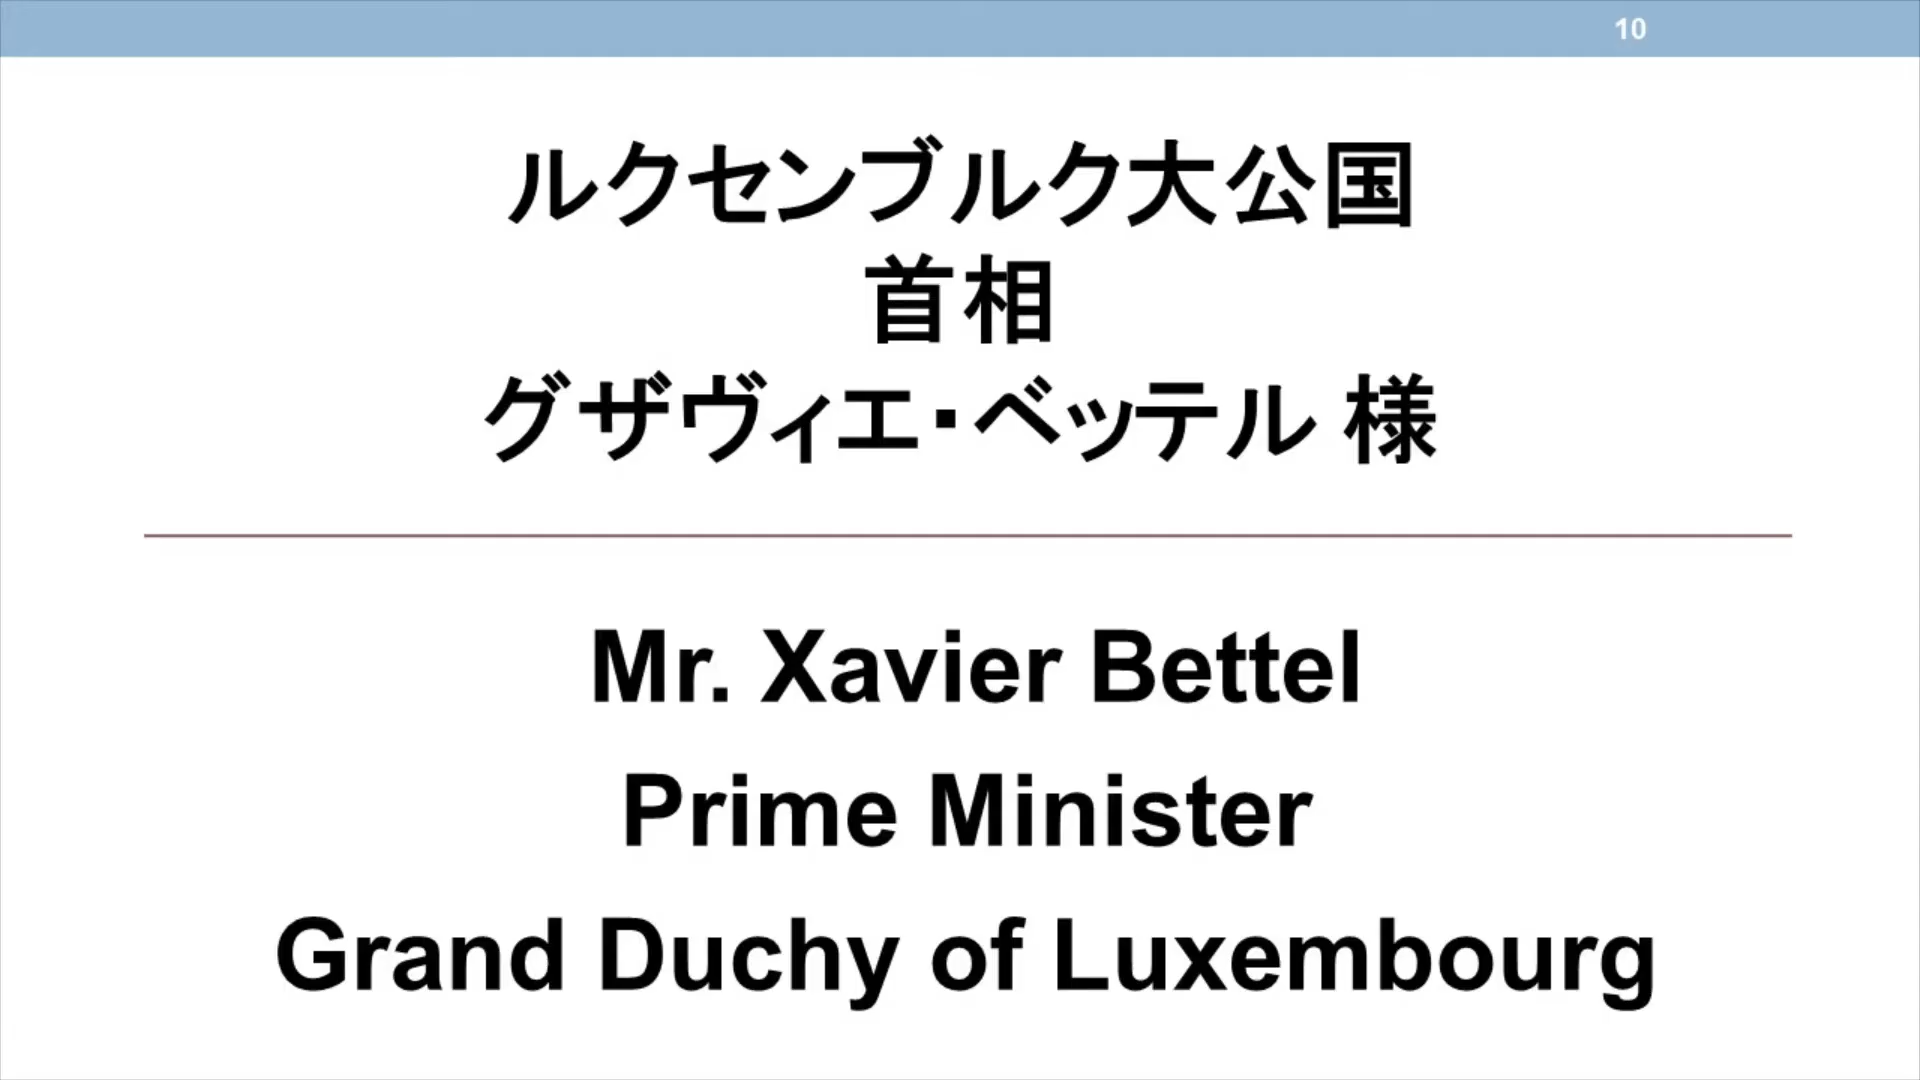 10
ルクセンブルク大公国
首相
グザヴィエ・ベッテル 様
Mr. Xavier Bettel
Prime Minister
Grand Duchy of Luxembourg